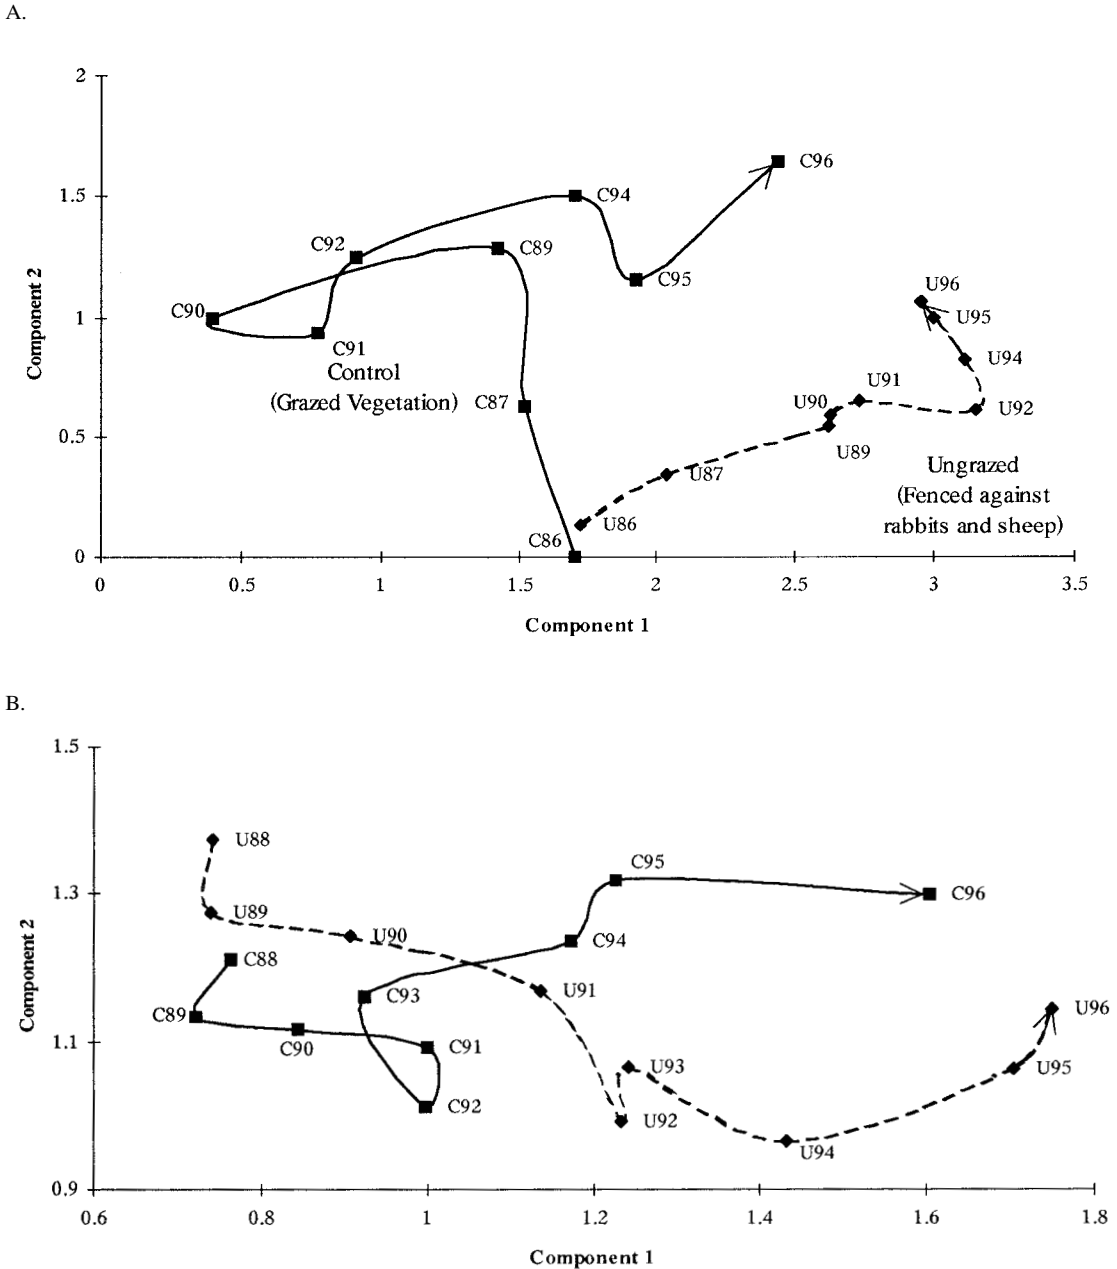 A.
2
C96
C94
1.5
C92
C89
C95
U96
C90
1
U95
C91
U94
Control
(Grazed Vegetation)
C87
U91
U90
U92
0.5
U89
Ungrazed
U87
(Fenced against
U86
rabbits and sheep)
C86
0
0 0.5 1 1.5 2 2.5 3 3.5
Component 2
Component 1
B.
1.5
U88
C95
1.3
C96
U89
U90
C94
C88
U91
C93
C89
U96
C90
C91
1.1
U93
U95
C92
U92
U94
0.9
0.6 0.8 1 1.2 1.4 1.6 1.8
Component 2
Component 1